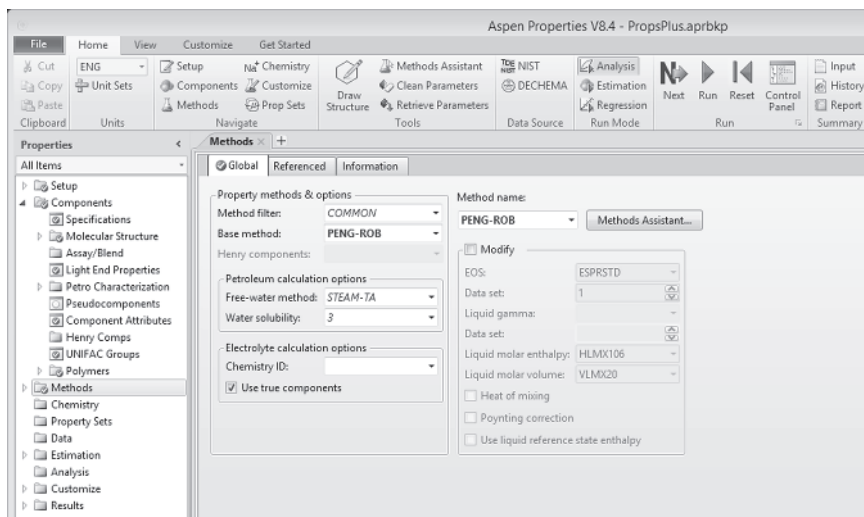 Aspen Properties V8.4 - PropsPlus.aprbkp
File Home View Customize Get Started
Cut ENG Setup Na+ Chemistry Methods Assistant NIST Analysis Input
Copy Unit Sets Components Customize Draw Structure Clean Parameters DECHEMA Estimation Next Run Reset Control Panel History
Paste Methods Prop Sets Retrieve Parameters Regression Report
Clipboard Units Navigate Tools Data Source Run Mode Run Summary
Properties
Methods
All Items
Global Referenced Information
Setup
Components
Specifications
Molecular Structure
Assay/Blend
Light End Properties
Petro Characterization
Pseudocomponents
Component Attributes
Henry Comps
UNIFAC Groups
Polymers
Methods
Chemistry
Property Sets
Data
Estimation
Analysis
Customize
Results
Property methods & options
Method filter: COMMON
Base method: PENG-ROB
Henry components:
Petroleum calculation options
Free-water method: STEAM-TA
Water solubility: 3
Electrolyte calculation options
Chemistry ID:
Use true components
Method name:
PENG-ROB Methods Assistant...
Modify
EOS: ESPRSTD
Data set: 1
Liquid gamma:
Data set:
Liquid molar enthalpy: HLMX106
Liquid molar volume: VLMX20
Heat of mixing
Poynting correction
Use liquid reference state enthalpy